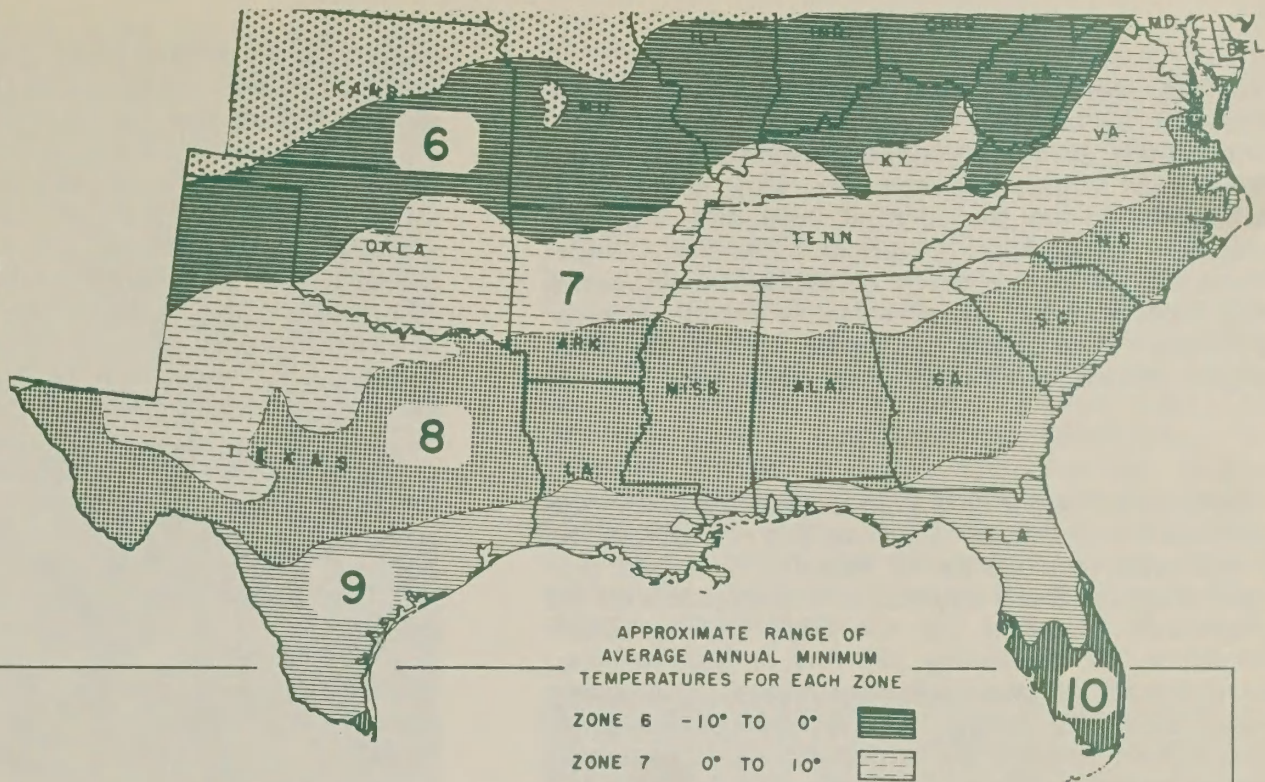 MD.
DEL
ILL
IND.
OHIO
W VA.
KANS
MO.
6
VA.
KY.
OKLA
TENN
N C
7
ARK
S C
MISS
ALA
GA
8
TEXAS
LA
FLA
9
10
APPROXIMATE RANGE OF
AVERAGE ANNUAL MINIMUM
TEMPERATURES FOR EACH ZONE
ZONE 6 -10° TO 0°
ZONE 7 0° TO 10°